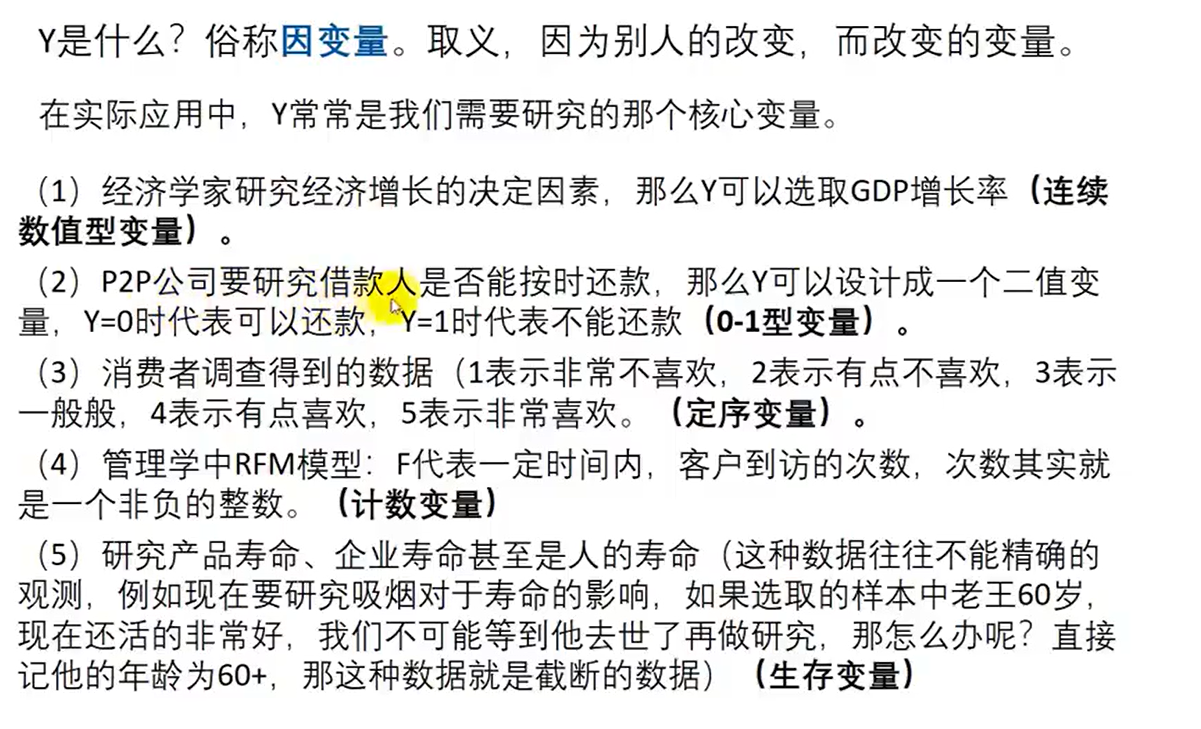 Y是什么？俗称因变量。取义，因为别人的改变，而改变的变量。
在实际应用中，Y常常是我们需要研究的那个核心变量。
（1）经济学家研究经济增长的决定因素，那么Y可以选取GDP增长率（连续
数值型变量）。
（2）P2P公司要研究借款人是否能按时还款，那么Y可以设计成一个二值变
量，Y=0时代表可以还款，Y=1时代表不能还款（0-1型变量）。
（3）消费者调查得到的数据（1表示非常不喜欢，2表示有点不喜欢，3表示
一般般，4表示有点喜欢，5表示非常喜欢。（定序变量）。
（4）管理学中RFM模型：F代表一定时间内，客户到访的次数，次数其实就
是一个非负的整数。（计数变量）
（5）研究产品寿命、企业寿命甚至是人的寿命（这种数据往往不能精确的
观测，例如现在要研究吸烟对于寿命的影响，如果选取的样本中老王60岁，
现在还活的非常好，我们不可能等到他去世了再做研究，那怎么办呢？直接
记他的年龄为60+，那这种数据就是截断的数据）（生存变量）